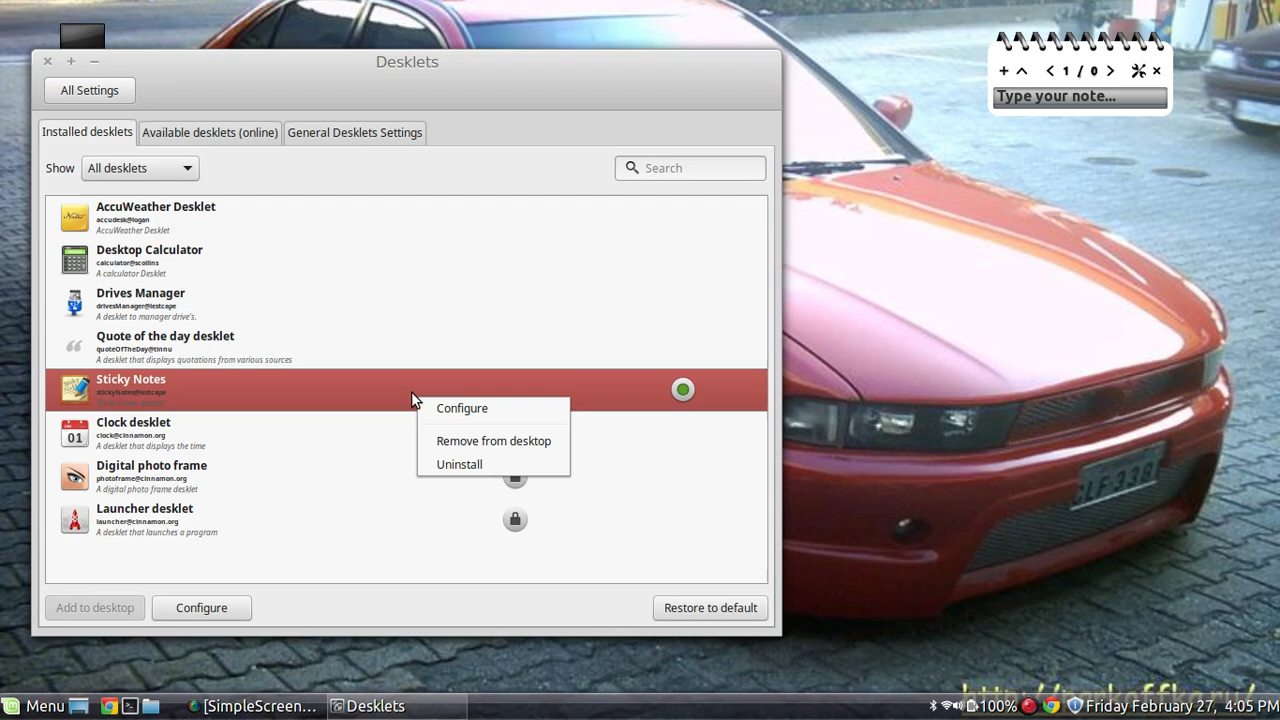 Desklets
All Settings
Installed desklets
Available desklets (online)
General Desklets Settings
Show
All desklets
Search
AccuWeather Desklet
accudesk@logan
AccuWeather Desklet
Desktop Calculator
calculator@scollins
A calculator Desklet
Drives Manager
drivesManager@lestcape
A desklet to manager drive's.
Quote of the day desklet
quoteOfTheDay@tinnu
A desklet that displays quotations from various sources
Sticky Notes
stickyNotes@lestcape
Clock desklet
clock@cinnamon.org
A desklet that displays the time
Digital photo frame
photoframe@cinnamon.org
A digital photo frame desklet
Launcher desklet
launcher@cinnamon.org
A desklet that launches a program
Configure
Remove from desktop
Uninstall
Add to desktop
Configure
Restore to default
+ < 1 / 0 > ×
Type your note...
Menu
[SimpleScreen...
Desklets
100%
Friday February 27, 4:05 PM